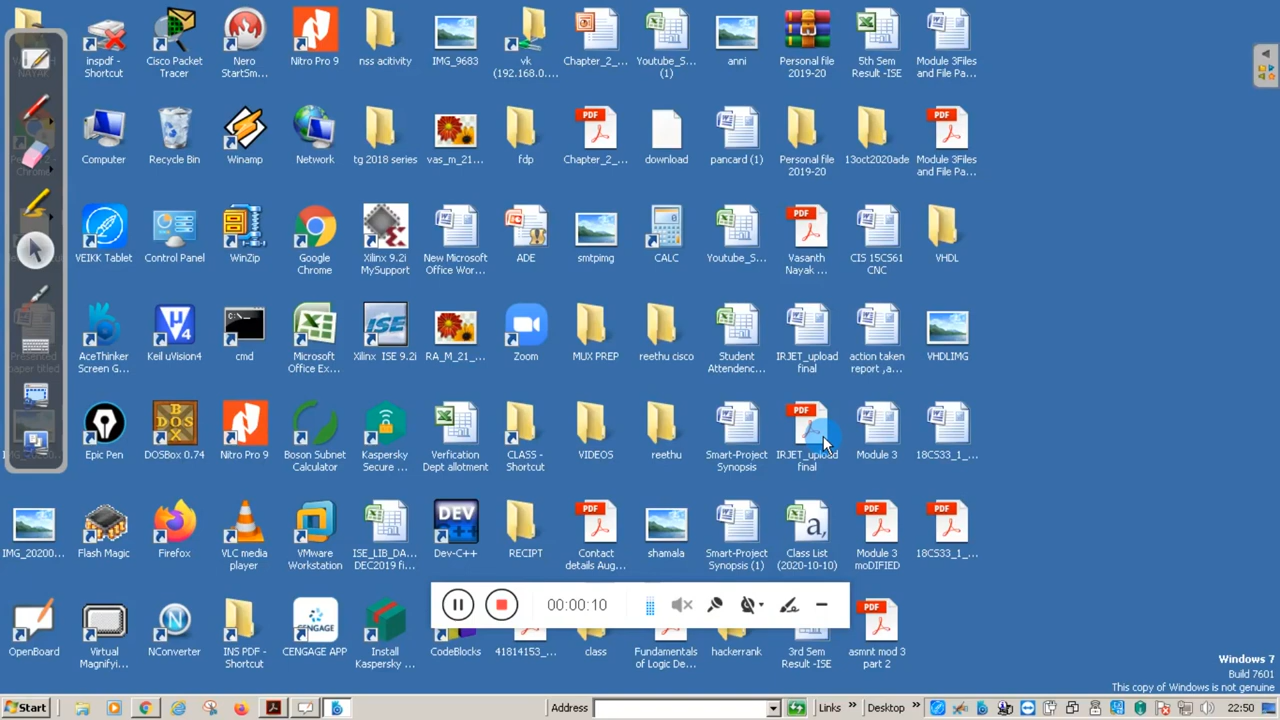 inspdf -
Shortcut
Cisco Packet
Tracer
Nero
StartSm...
Nitro Pro 9
nss acitivity
IMG_9683
vk
(192.168.0....
Chapter_2_...
Youtube_S...
(1)
anni
Personal file
2019-20
5th Sem
Result -ISE
Module 3Files
and File Pa...
Computer
Recycle Bin
Winamp
Network
tg 2018 series
vas_m_21...
fdp
Chapter_2_...
download
pancard (1)
Personal file
2019-20
13oct2020ade
Module 3Files
and File Pa...
VEIKK Tablet
Control Panel
WinZip
Google
Chrome
Xilinx 9.2i
MySupport
New Microsoft
Office Wor...
ADE
smtpimg
CALC
Youtube_S...
Vasanth
Nayak ...
CIS 15CS61
CNC
VHDL
AceThinker
Screen G...
Keil uVision4
cmd
Microsoft
Office Ex...
Xilinx ISE 9.2i
RA_M_21_...
Zoom
MUX PREP
reethu cisco
Student
Attendenc...
IRJET_upload
final
action taken
report ,a...
VHDLIMG
Epic Pen
DOSBox 0.74
Nitro Pro 9
Boson Subnet
Calculator
Kaspersky
Secure ...
Verfication
Dept allotment
CLASS -
Shortcut
VIDEOS
reethu
Smart-Project
Synopsis
IRJET_upload
final
Module 3
18CS33_1_...
IMG_20200...
Flash Magic
Firefox
VLC media
player
VMware
Workstation
ISE_LIB_DA...
DEC2019 fi...
Dev-C++
RECIPT
Contact
details Aug...
shamala
Smart-Project
Synopsis (1)
Class List
(2020-10-10)
Module 3
moDIFIED
18CS33_1_...
00:00:10
OpenBoard
Virtual
Magnifyi...
NConverter
INS PDF -
Shortcut
CENGAGE APP
Install
Kaspersky ...
CodeBlocks
41814153_...
class
Fundamentals
of Logic De...
hackerrank
3rd Sem
Result -ISE
asmnt mod 3
part 2
Windows 7
Build 7601
This copy of Windows is not genuine
Start
Address
Links »
Desktop »
22:50